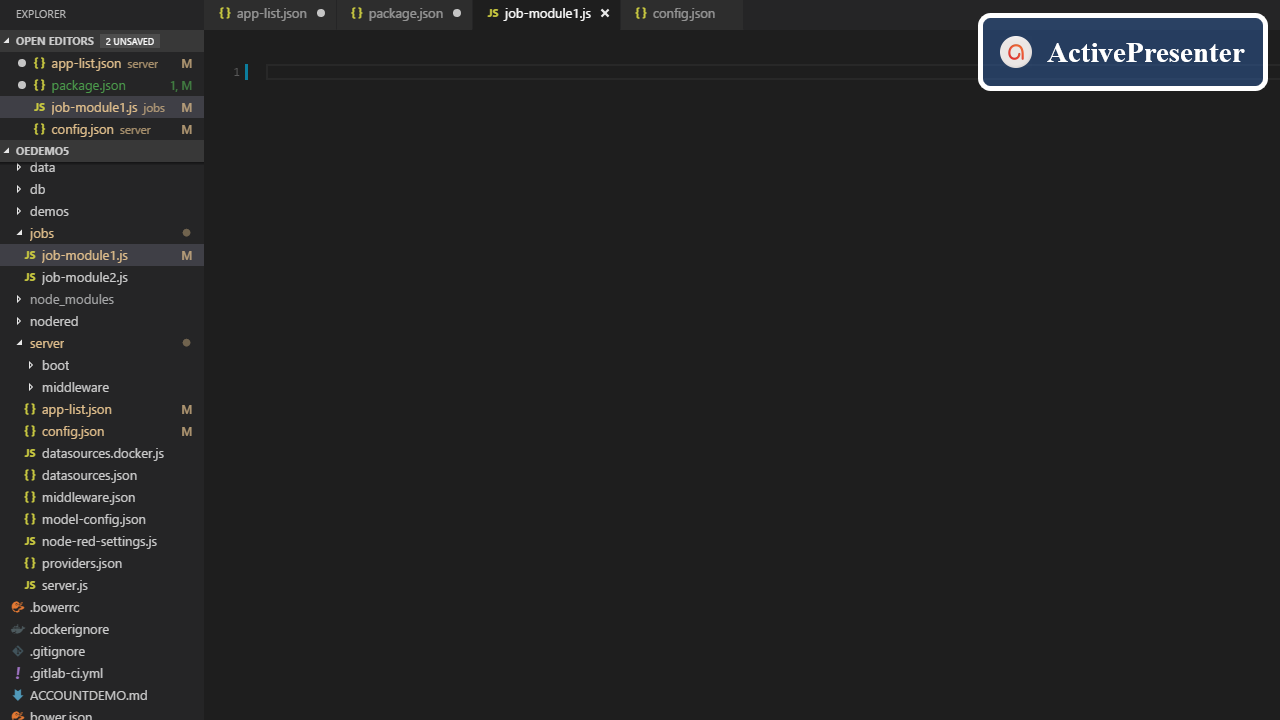 EXPLORER
OPEN EDITORS 2 UNSAVED
{} app-list.json server M
{} package.json 1, M
JS job-module1.js jobs M
{} config.json server M
OEDEMO5
data
db
demos
jobs
JS job-module1.js M
JS job-module2.js
node_modules
nodered
server
boot
middleware
{} app-list.json M
{} config.json M
JS datasources.docker.js
{} datasources.json
{} middleware.json
{} model-config.json
JS node-red-settings.js
{} providers.json
JS server.js
.bowerrc
.dockerignore
.gitignore
! .gitlab-ci.yml
ACCOUNTDEMO.md
bower.json
{} app-list.json
{} package.json
JS job-module1.js
{} config.json
1
ActivePresenter